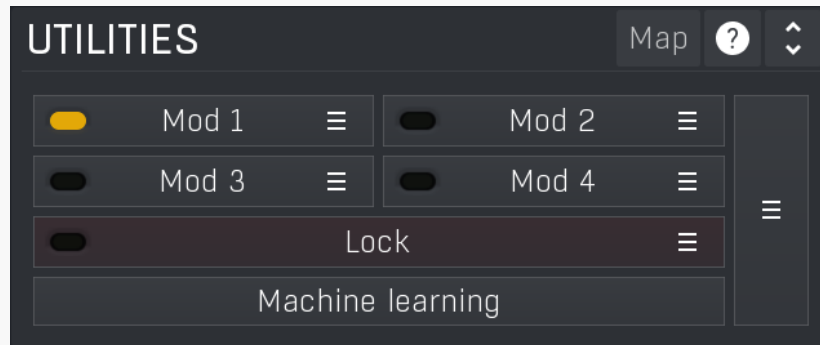 UTILITIES Map ?
Mod 1 Mod 2
Mod 3 Mod 4
Lock
Machine learning